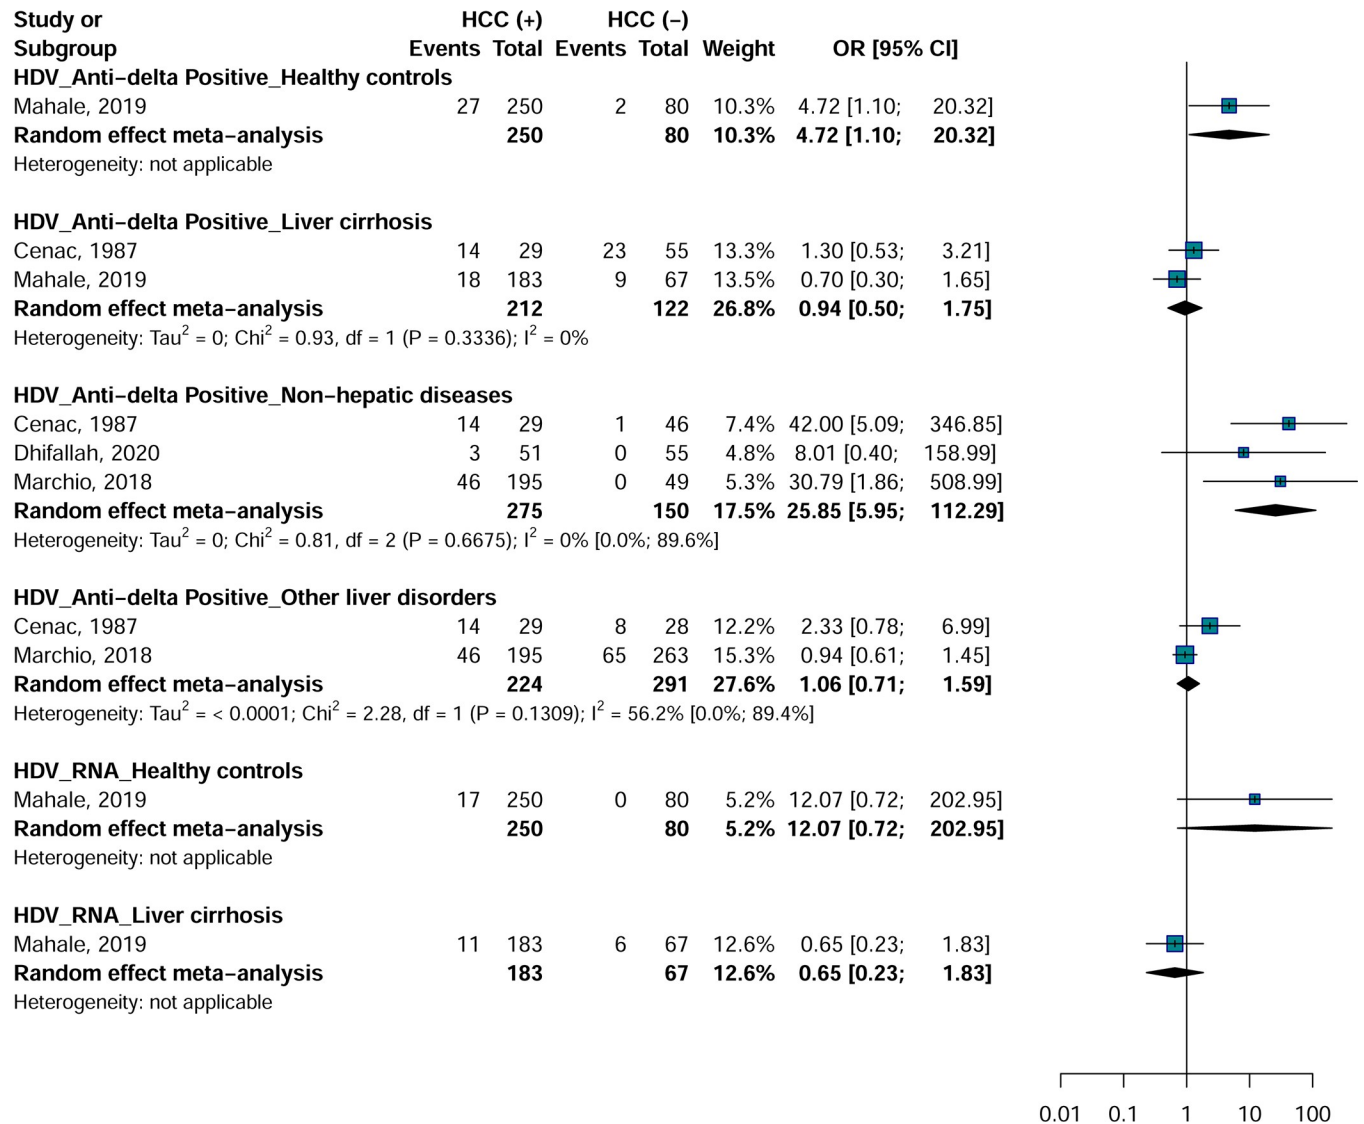 Study or HCC (+) HCC (−)
Subgroup Events Total Events Total Weight OR [95% CI]
HDV_Anti−delta Positive_Healthy controls
Mahale, 2019 27 250 2 80 10.3% 4.72 [1.10; 20.32]
Random effect meta−analysis 250 80 10.3% 4.72 [1.10; 20.32]
Heterogeneity: not applicable
HDV_Anti−delta Positive_Liver cirrhosis
Cenac, 1987 14 29 23 55 13.3% 1.30 [0.53; 3.21]
Mahale, 2019 18 183 9 67 13.5% 0.70 [0.30; 1.65]
Random effect meta−analysis 212 122 26.8% 0.94 [0.50; 1.75]
Heterogeneity: Tau² = 0; Chi² = 0.93, df = 1 (P = 0.3336); I² = 0%
HDV_Anti−delta Positive_Non−hepatic diseases
Cenac, 1987 14 29 1 46 7.4% 42.00 [5.09; 346.85]
Dhifallah, 2020 3 51 0 55 4.8% 8.01 [0.40; 158.99]
Marchio, 2018 46 195 0 49 5.3% 30.79 [1.86; 508.99]
Random effect meta−analysis 275 150 17.5% 25.85 [5.95; 112.29]
Heterogeneity: Tau² = 0; Chi² = 0.81, df = 2 (P = 0.6675); I² = 0% [0.0%; 89.6%]
HDV_Anti−delta Positive_Other liver disorders
Cenac, 1987 14 29 8 28 12.2% 2.33 [0.78; 6.99]
Marchio, 2018 46 195 65 263 15.3% 0.94 [0.61; 1.45]
Random effect meta−analysis 224 291 27.6% 1.06 [0.71; 1.59]
Heterogeneity: Tau² = < 0.0001; Chi² = 2.28, df = 1 (P = 0.1309); I² = 56.2% [0.0%; 89.4%]
HDV_RNA_Healthy controls
Mahale, 2019 17 250 0 80 5.2% 12.07 [0.72; 202.95]
Random effect meta−analysis 250 80 5.2% 12.07 [0.72; 202.95]
Heterogeneity: not applicable
HDV_RNA_Liver cirrhosis
Mahale, 2019 11 183 6 67 12.6% 0.65 [0.23; 1.83]
Random effect meta−analysis 183 67 12.6% 0.65 [0.23; 1.83]
Heterogeneity: not applicable
0.01 0.1 1 10 100